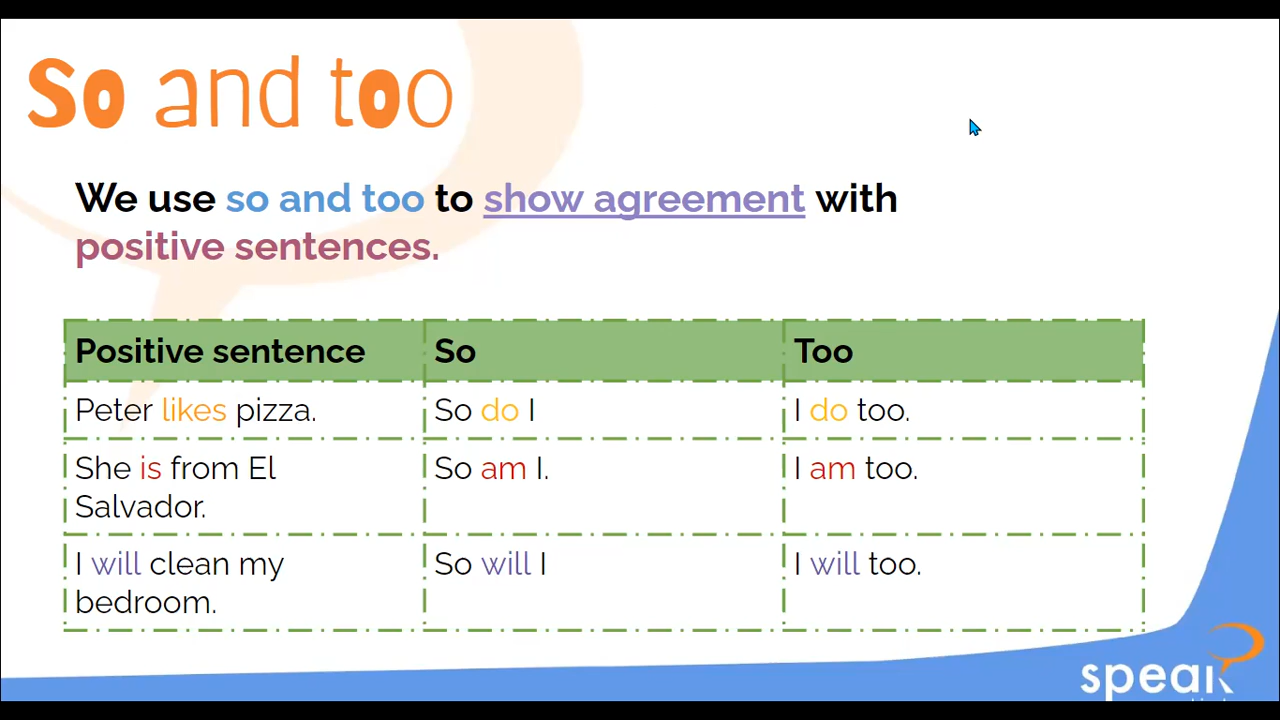 So and too
We use so and too to show agreement with
positive sentences.
Positive sentence So Too
Peter likes pizza. So do I I do too.
She is from El So am I. I am too.
Salvador.
I will clean my So will I I will too.
bedroom.
speak